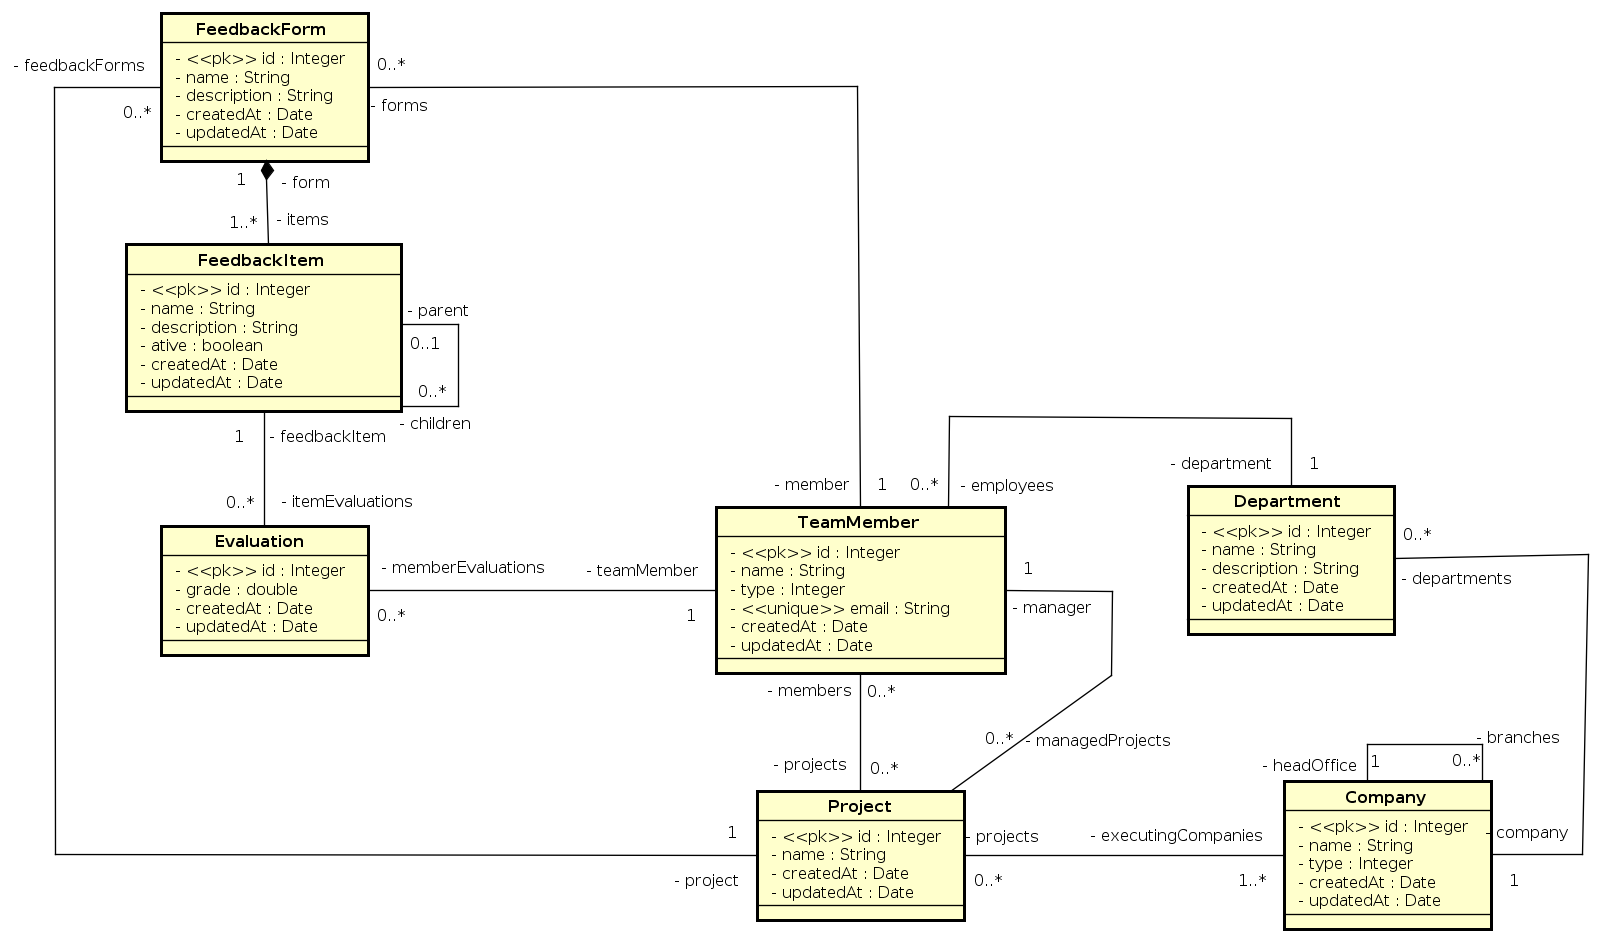 FeedbackForm
- <<pk>> id : Integer
- name : String
- description : String
- createdAt : Date
- updatedAt : Date
- feedbackForms
0..*
0..*
- forms
1
- form
1..*
- items
FeedbackItem
- <<pk>> id : Integer
- name : String
- description : String
- ative : boolean
- createdAt : Date
- updatedAt : Date
- parent
0..1
0..*
- children
1
- feedbackItem
0..*
- itemEvaluations
Evaluation
- <<pk>> id : Integer
- grade : double
- createdAt : Date
- updatedAt : Date
- memberEvaluations
0..*
- teamMember
1
- member
1
0..*
- employees
TeamMember
- <<pk>> id : Integer
- name : String
- type : Integer
- <<unique>> email : String
- createdAt : Date
- updatedAt : Date
1
- manager
- department
1
Department
- <<pk>> id : Integer
- name : String
- description : String
- createdAt : Date
- updatedAt : Date
0..*
- departments
- members
0..*
- projects
0..*
0..*
- managedProjects
1
- project
Project
- <<pk>> id : Integer
- name : String
- createdAt : Date
- updatedAt : Date
- projects
0..*
- executingCompanies
1..*
- headOffice
1
- branches
0..*
Company
- <<pk>> id : Integer
- name : String
- type : Integer
- createdAt : Date
- updatedAt : Date
- company
1